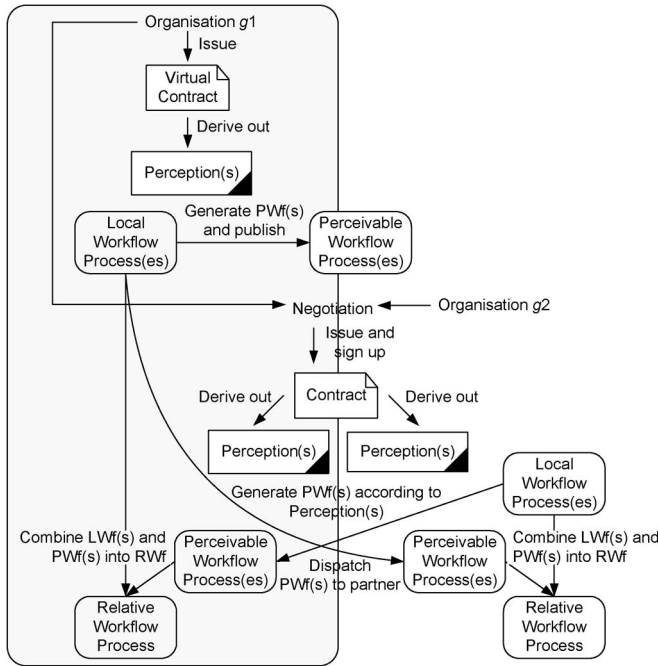 Organisation g1
Issue
Virtual
Contract
Derive out
Perception(s)
Local
Workflow
Process(es)
Generate PWf(s)
and publish
Perceivable
Workflow
Process(es)
Negotiation
Organisation g2
Issue and
sign up
Contract
Derive out
Derive out
Perception(s)
Perception(s)
Generate PWf(s) according to
Perception(s)
Local
Workflow
Process(es)
Combine LWf(s) and
PWf(s) into RWf
Perceivable
Workflow
Process(es)
Dispatch
PWf(s) to partner
Perceivable
Workflow
Process(es)
Combine LWf(s) and
PWf(s) into RWf
Relative
Workflow
Process
Relative
Workflow
Process